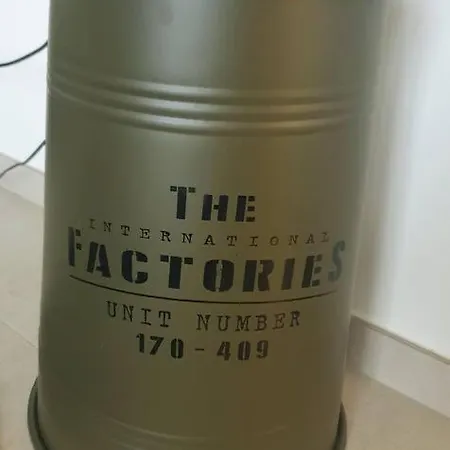 THE
INTERNATIONAL
FACTORIES
UNIT NUMBER
170-409